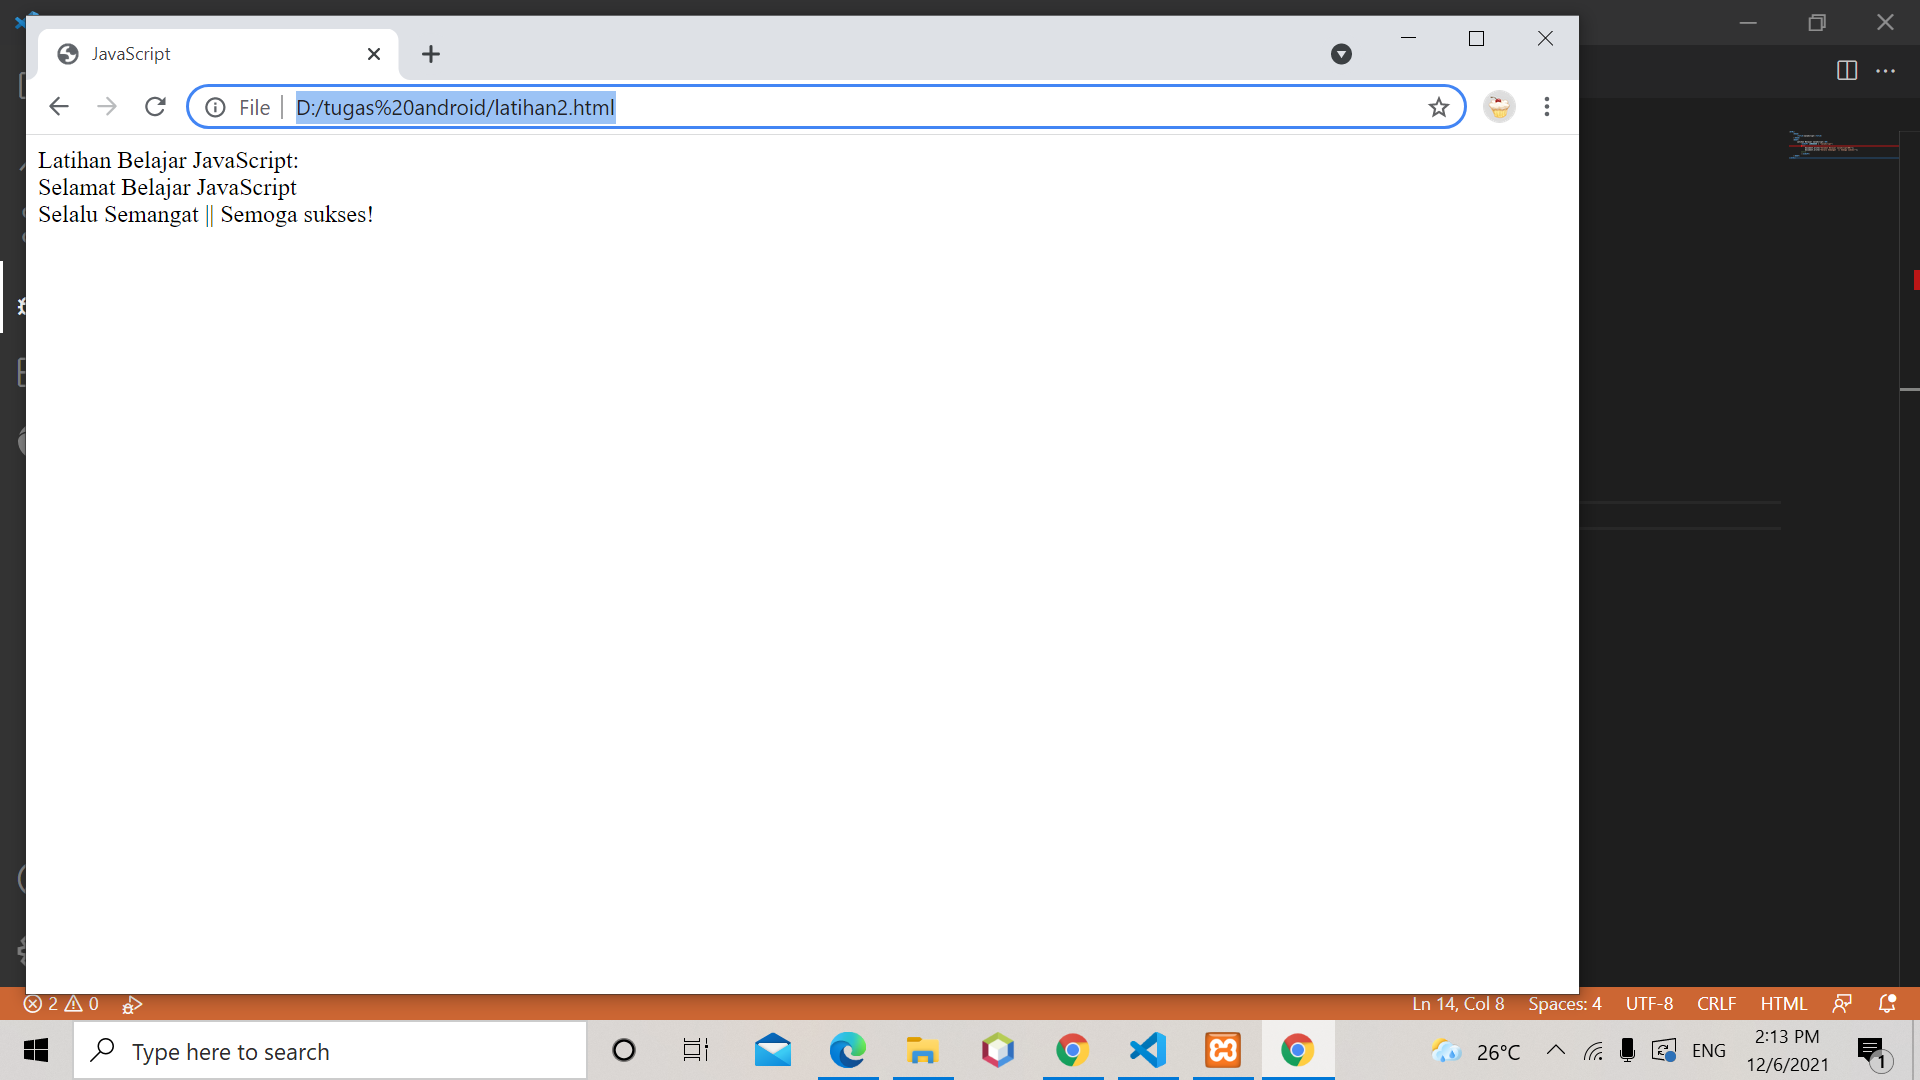 JavaScript
File
D:/tugas%20android/latihan2.html
Latihan Belajar JavaScript:
Selamat Belajar JavaScript
Selalu Semangat || Semoga sukses!
2 0
Ln 14, Col 8 Spaces: 4 UTF-8 CRLF HTML
Type here to search
26°C
ENG
2:13 PM
12/6/2021
1